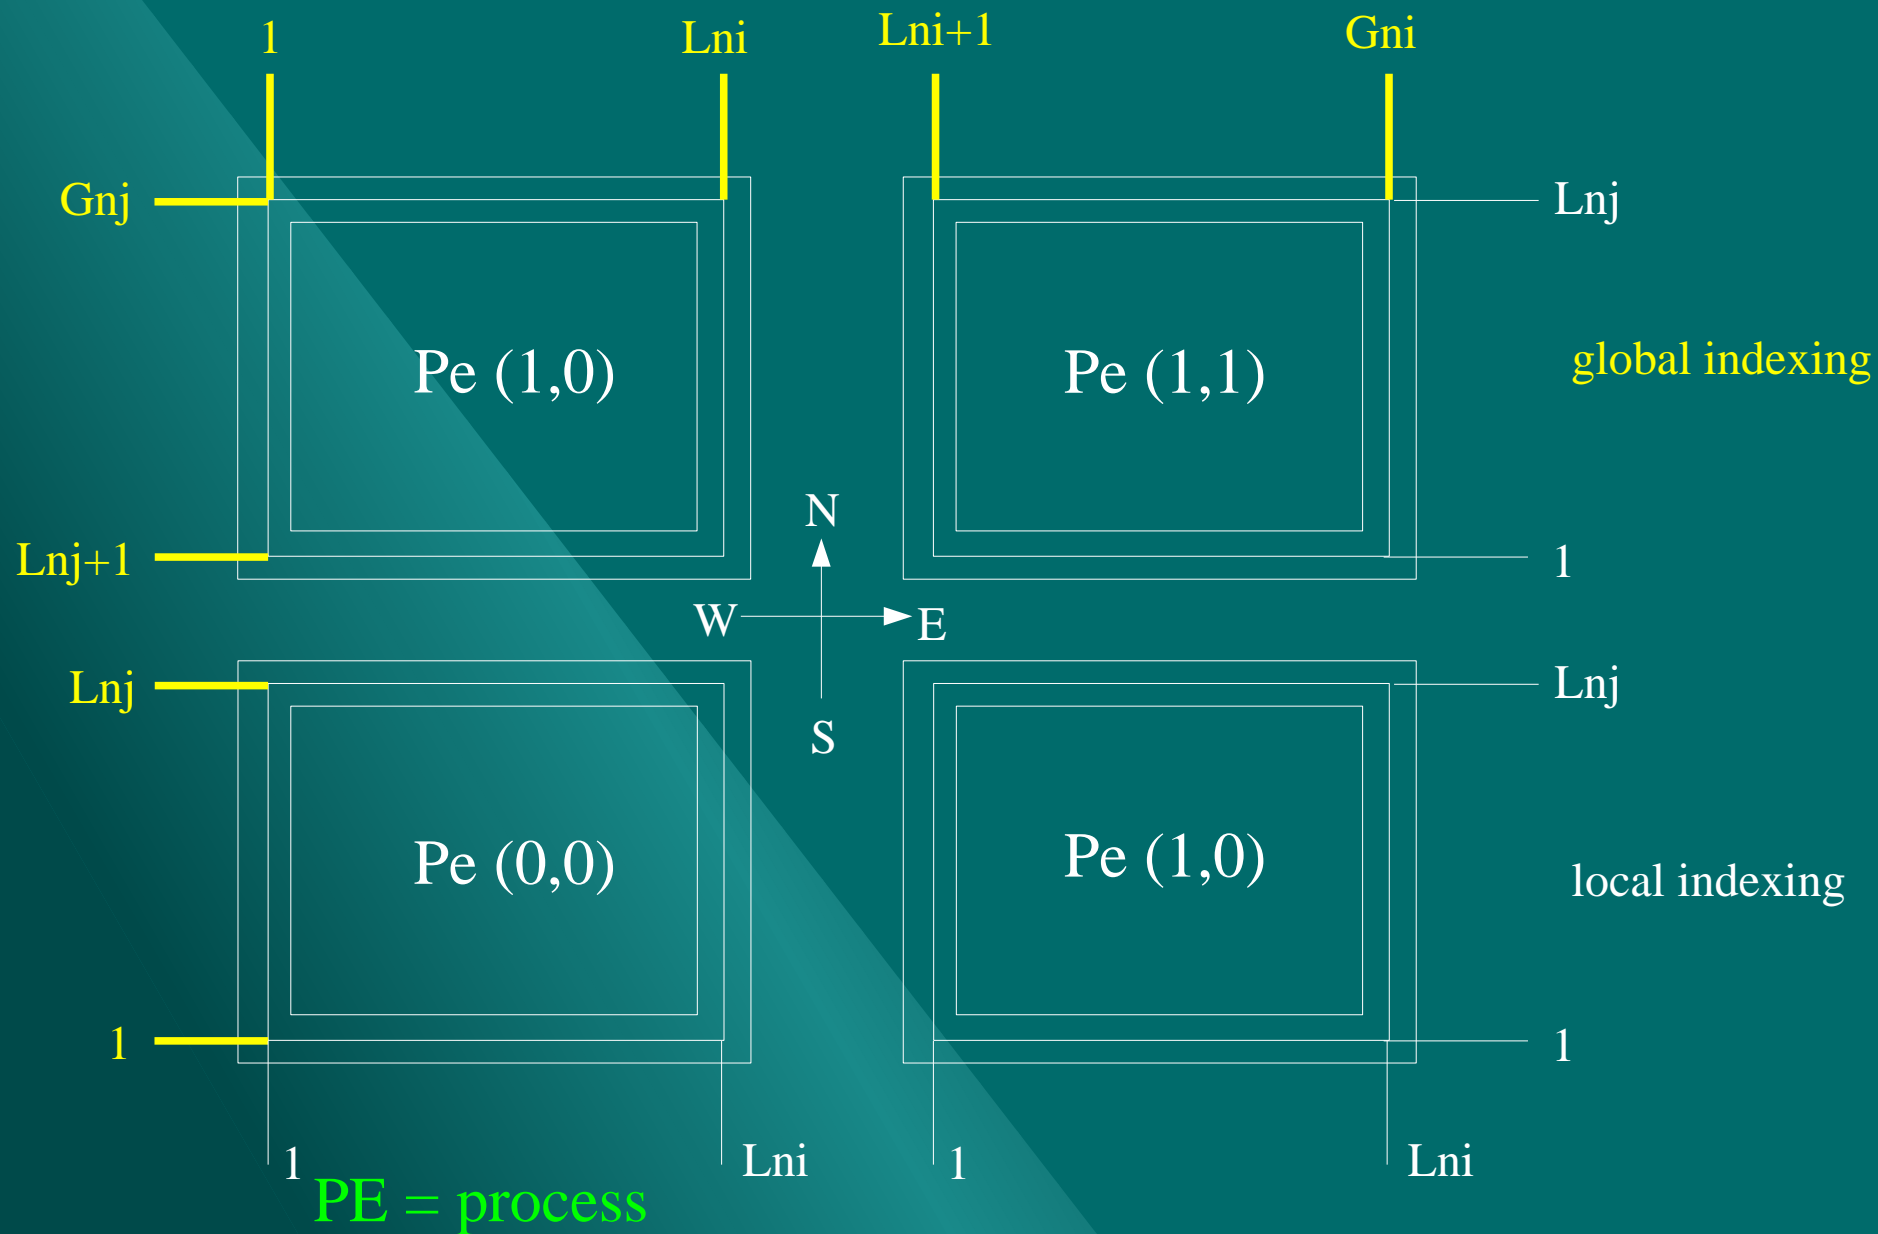 1
Lni
Lni+1
Gni
Gnj
Lnj
Pe (1,0)
Pe (1,1)
global indexing
N
Lnj+1
1
W
E
Lnj
Lnj
S
Pe (0,0)
Pe (1,0)
local indexing
1
1
1
Lni
1
Lni
PE = process